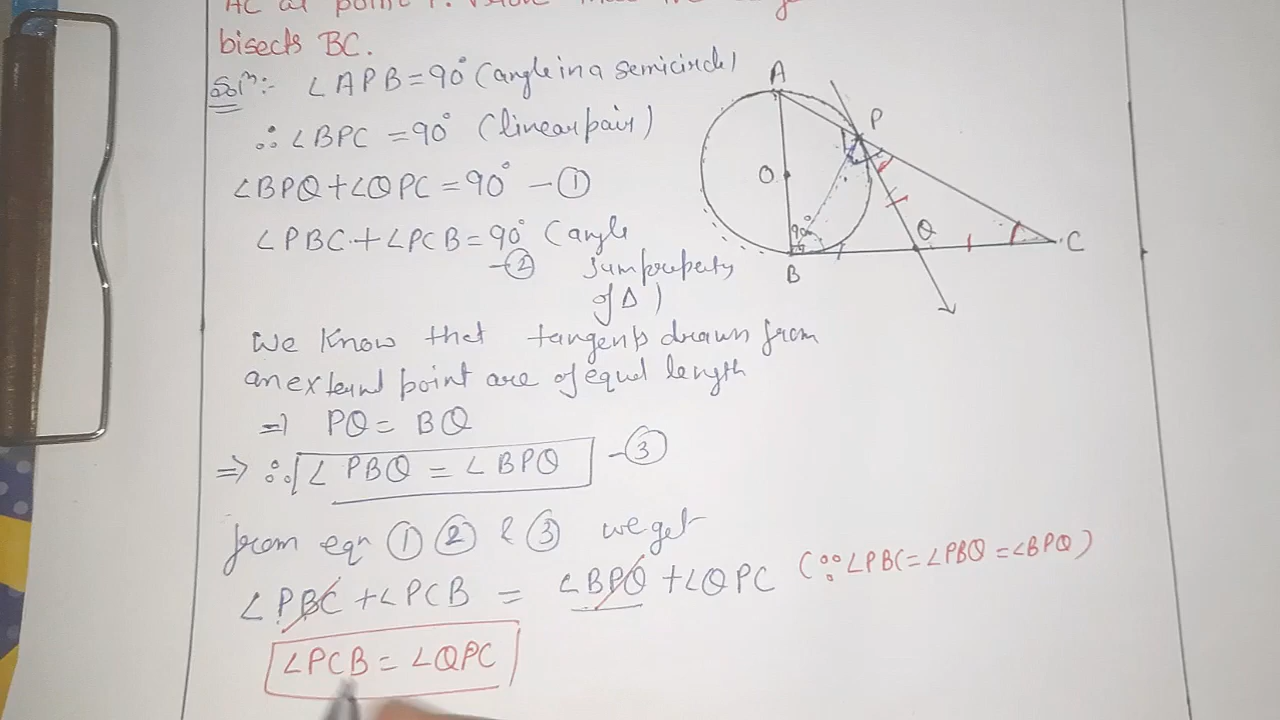 AC at point P.
bisects BC.
Solⁿ:- ∠APB = 90° (angle in a semicircle)
∴ ∠BPC = 90° (linear pair)
∠BPQ + ∠QPC = 90° — ①
∠PBC + ∠PCB = 90° (angle
— ② sum property
of Δ)
We know that tangents drawn from
an external point are of equal length
⇒ PQ = BQ
⇒ ∴ ∠PBQ = ∠BPQ — ③
from eqn ① ② & ③ we get
∠PBC + ∠PCB = ∠BPQ + ∠QPC (∵ ∠PBC = ∠PBQ = ∠BPQ)
∠PCB = ∠QPC
A
P
O
90°
Q
C
B